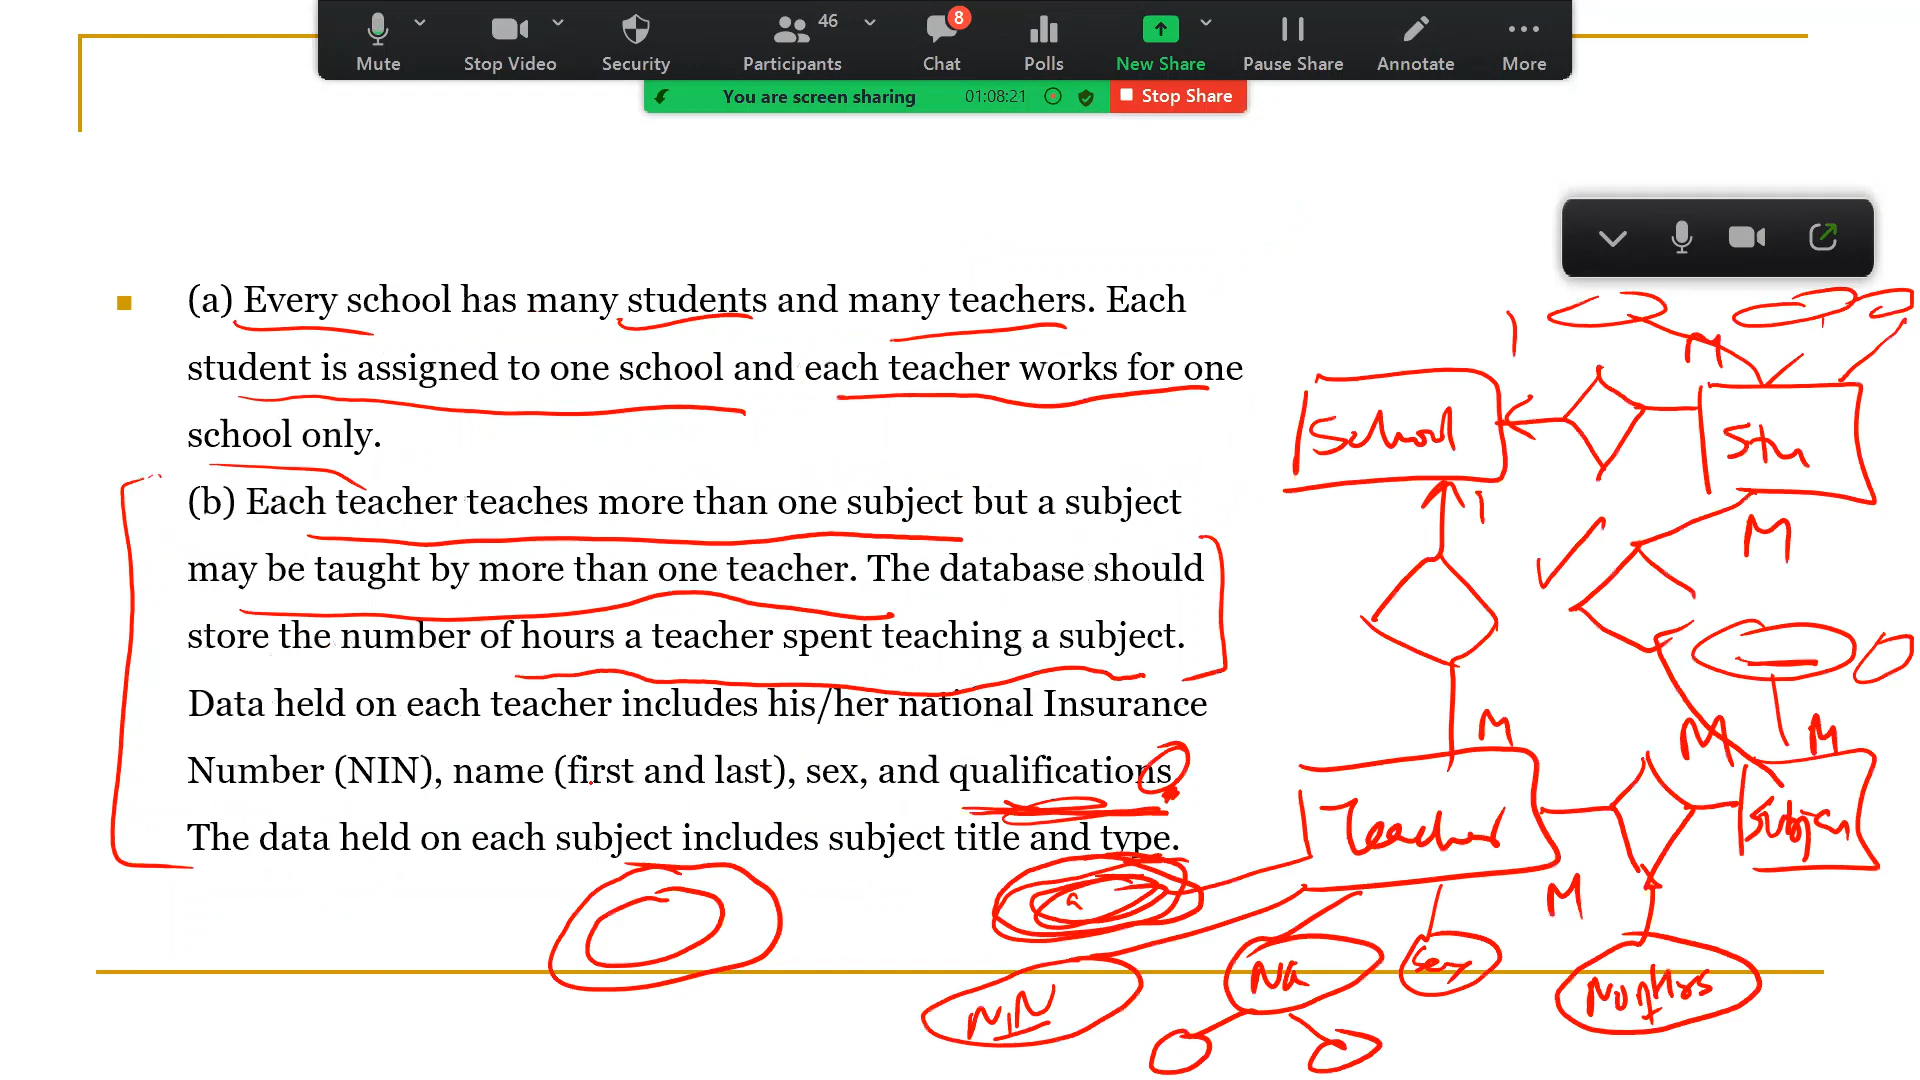 46
8
Mute
Stop Video
Security
Participants
Chat
Polls
New Share
Pause Share
Annotate
More
You are screen sharing
01:08:21
Stop Share
(a) Every school has many students and many teachers. Each
student is assigned to one school and each teacher works for one
school only.
(b) Each teacher teaches more than one subject but a subject
may be taught by more than one teacher. The database should
store the number of hours a teacher spent teaching a subject.
Data held on each teacher includes his/her national Insurance
Number (NIN), name (first and last), sex, and qualifications
The data held on each subject includes subject title and type.
1
M
School
Stu
1
M
M
M
M
Teacher
M
a
NIN
Na
Sex